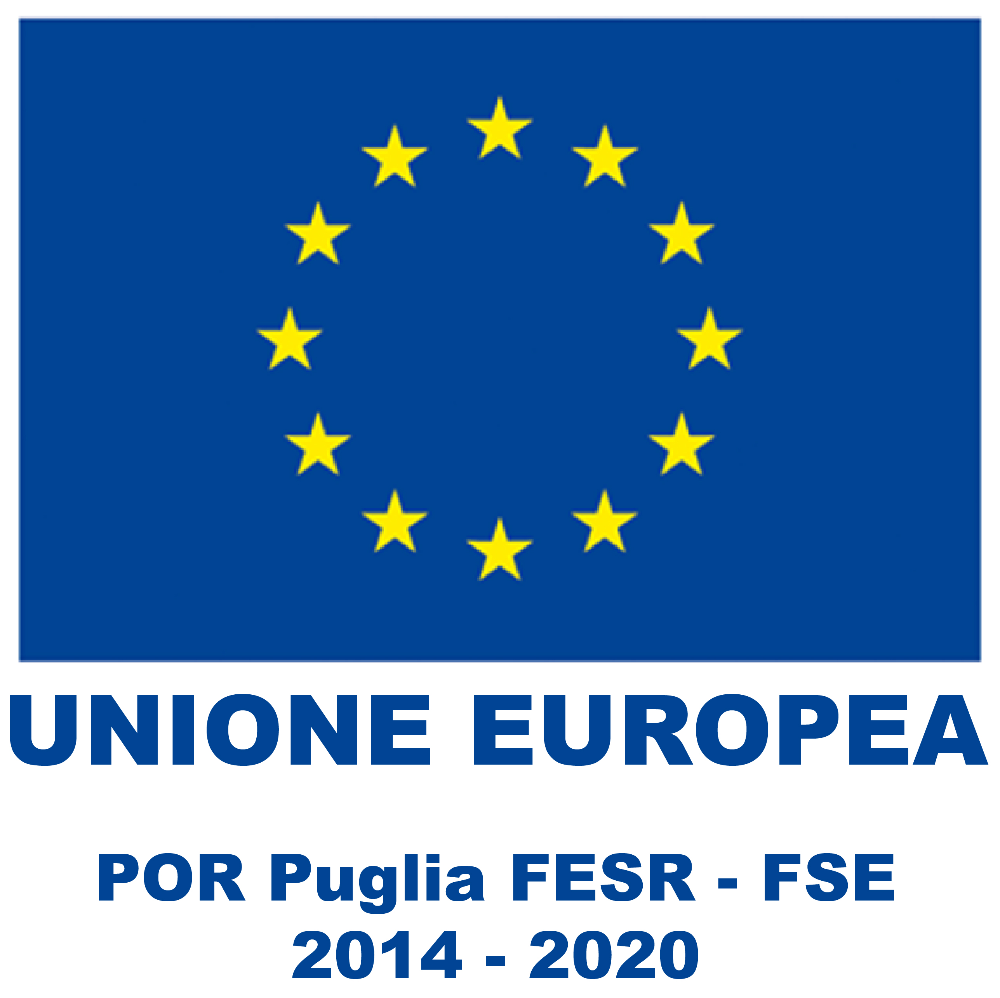 UNIONE EUROPEA
POR Puglia FESR - FSE
2014 - 2020